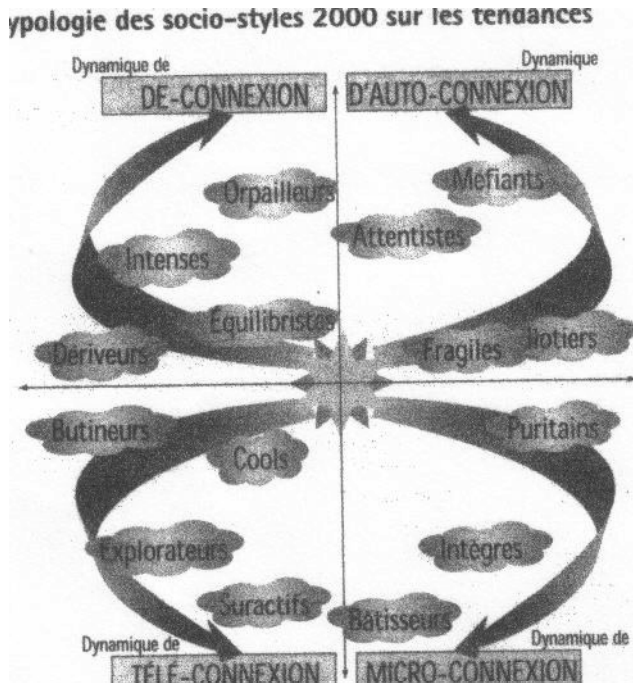 ypologie des socio-styles 2000 sur les tendances
Dynamique de
DE-CONNEXION
Dynamique
D'AUTO-CONNEXION
Orpailleurs
Méfiants
Attentistes
Intenses
Equilibristes
Dériveurs
Fragiles
Ilotiers
Butineurs
Puritains
Cools
Explorateurs
Intègres
Suractifs
Bâtisseurs
Dynamique de
TÉLÉ-CONNEXION
Dynamique de
MICRO-CONNEXION